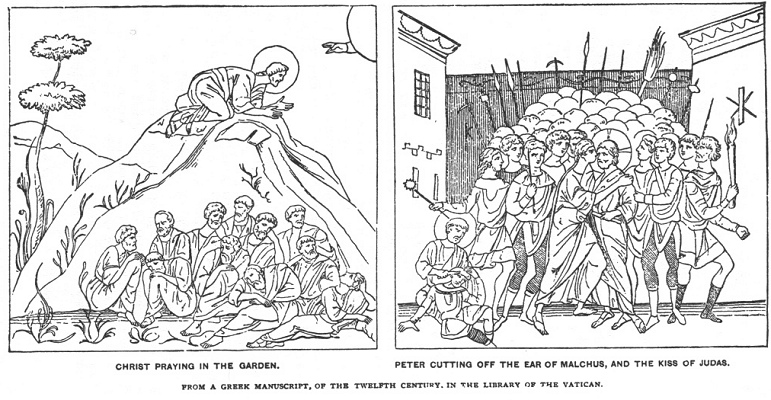 CHRIST PRAYING IN THE GARDEN.
PETER CUTTING OFF THE EAR OF MALCHUS, AND THE KISS OF JUDAS.
FROM A GREEK MANUSCRIPT, OF THE TWELFTH CENTURY, IN THE LIBRARY OF THE VATICAN.